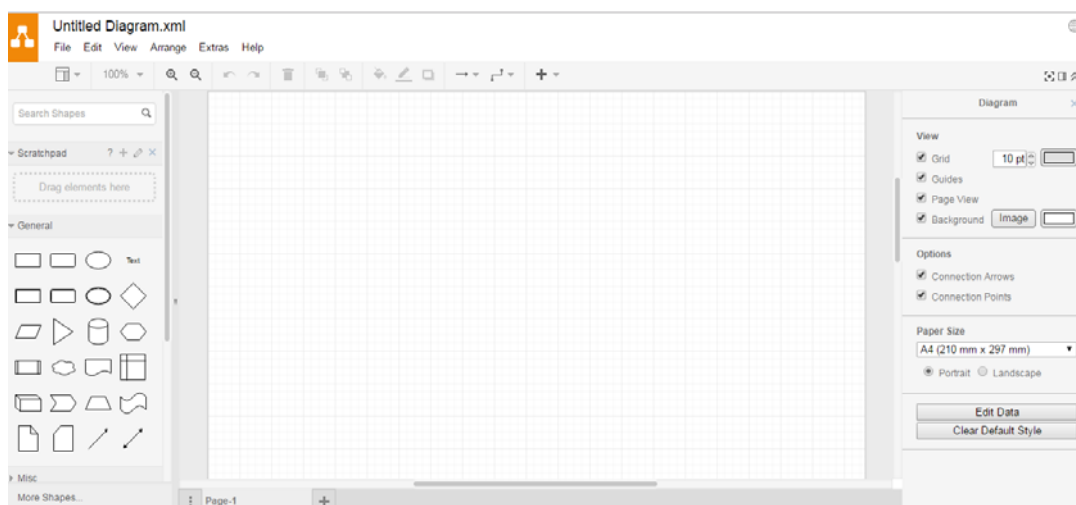 Untitled Diagram.xml
File Edit View Arrange Extras Help
100%
Search Shapes
Scratchpad ?
Drag elements here
General
Text
Misc
More Shapes...
Page-1
Diagram
View
Grid 10 pt
Guides
Page View
Background Image
Options
Connection Arrows
Connection Points
Paper Size
A4 (210 mm x 297 mm)
Portrait Landscape
Edit Data
Clear Default Style